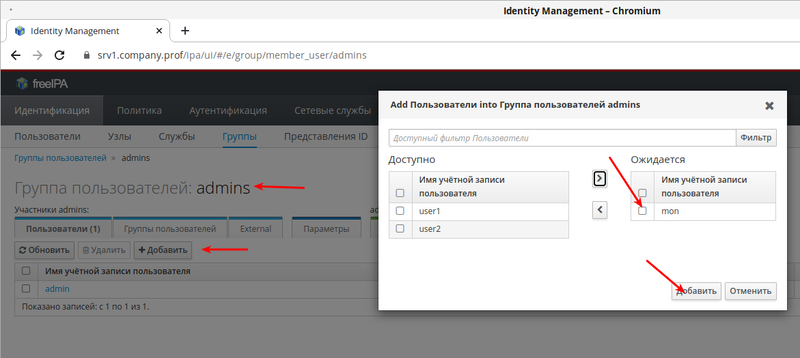 Identity Management – Chromium
Identity Management
srv1.company.prof/ipa/ui/#/e/group/member_user/admins
freeIPA
Идентификация Политика Аутентификация Сетевые службы
Пользователи Узлы Службы Группы Представления ID
Группы пользователей » admins
Группа пользователей: admins
Участники admins:
Пользователи (1) Группы пользователей External Параметры
Обновить Удалить Добавить
Имя учётной записи пользователя
admin
Показано записей: с 1 по 1 из 1.
Add Пользователи into Группа пользователей admins
Доступный фильтр Пользователи Фильтр
Доступно
Имя учётной записи
пользователя
user1
user2
Ожидается
Имя учётной записи
пользователя
mon
Добавить Отменить